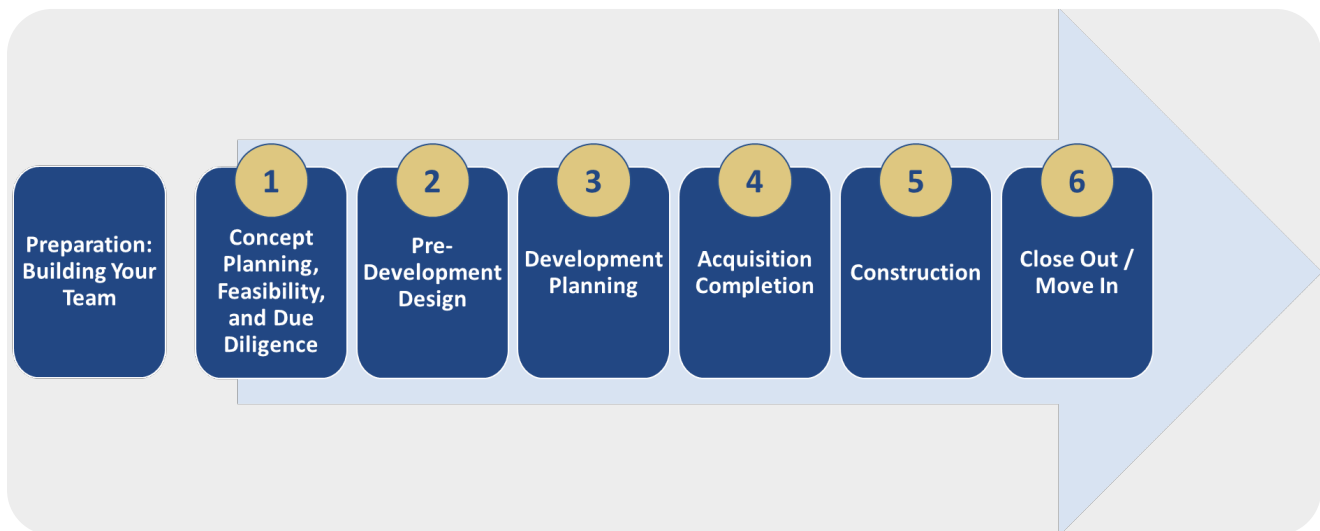 Preparation:
Building Your
Team
1
Concept
Planning,
Feasibility,
and Due
Diligence
2
Pre-
Development
Design
3
Development
Planning
4
Acquisition
Completion
5
Construction
6
Close Out /
Move In